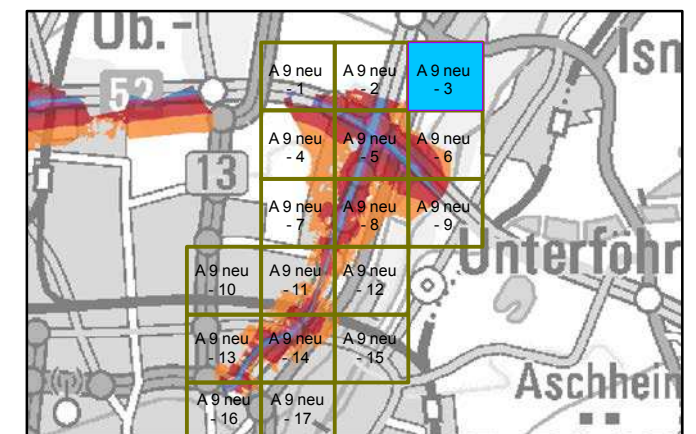 Ob.-
Ism
52
A 9 neu - 1
A 9 neu - 2
A 9 neu - 3
13
A 9 neu - 4
A 9 neu - 5
A 9 neu - 6
A 9 neu - 7
A 9 neu - 8
A 9 neu - 9
Unterföhr
A 9 neu - 10
A 9 neu - 11
A 9 neu - 12
A 9 neu - 13
A 9 neu - 14
A 9 neu - 15
Aschhein
A 9 neu - 16
A 9 neu - 17